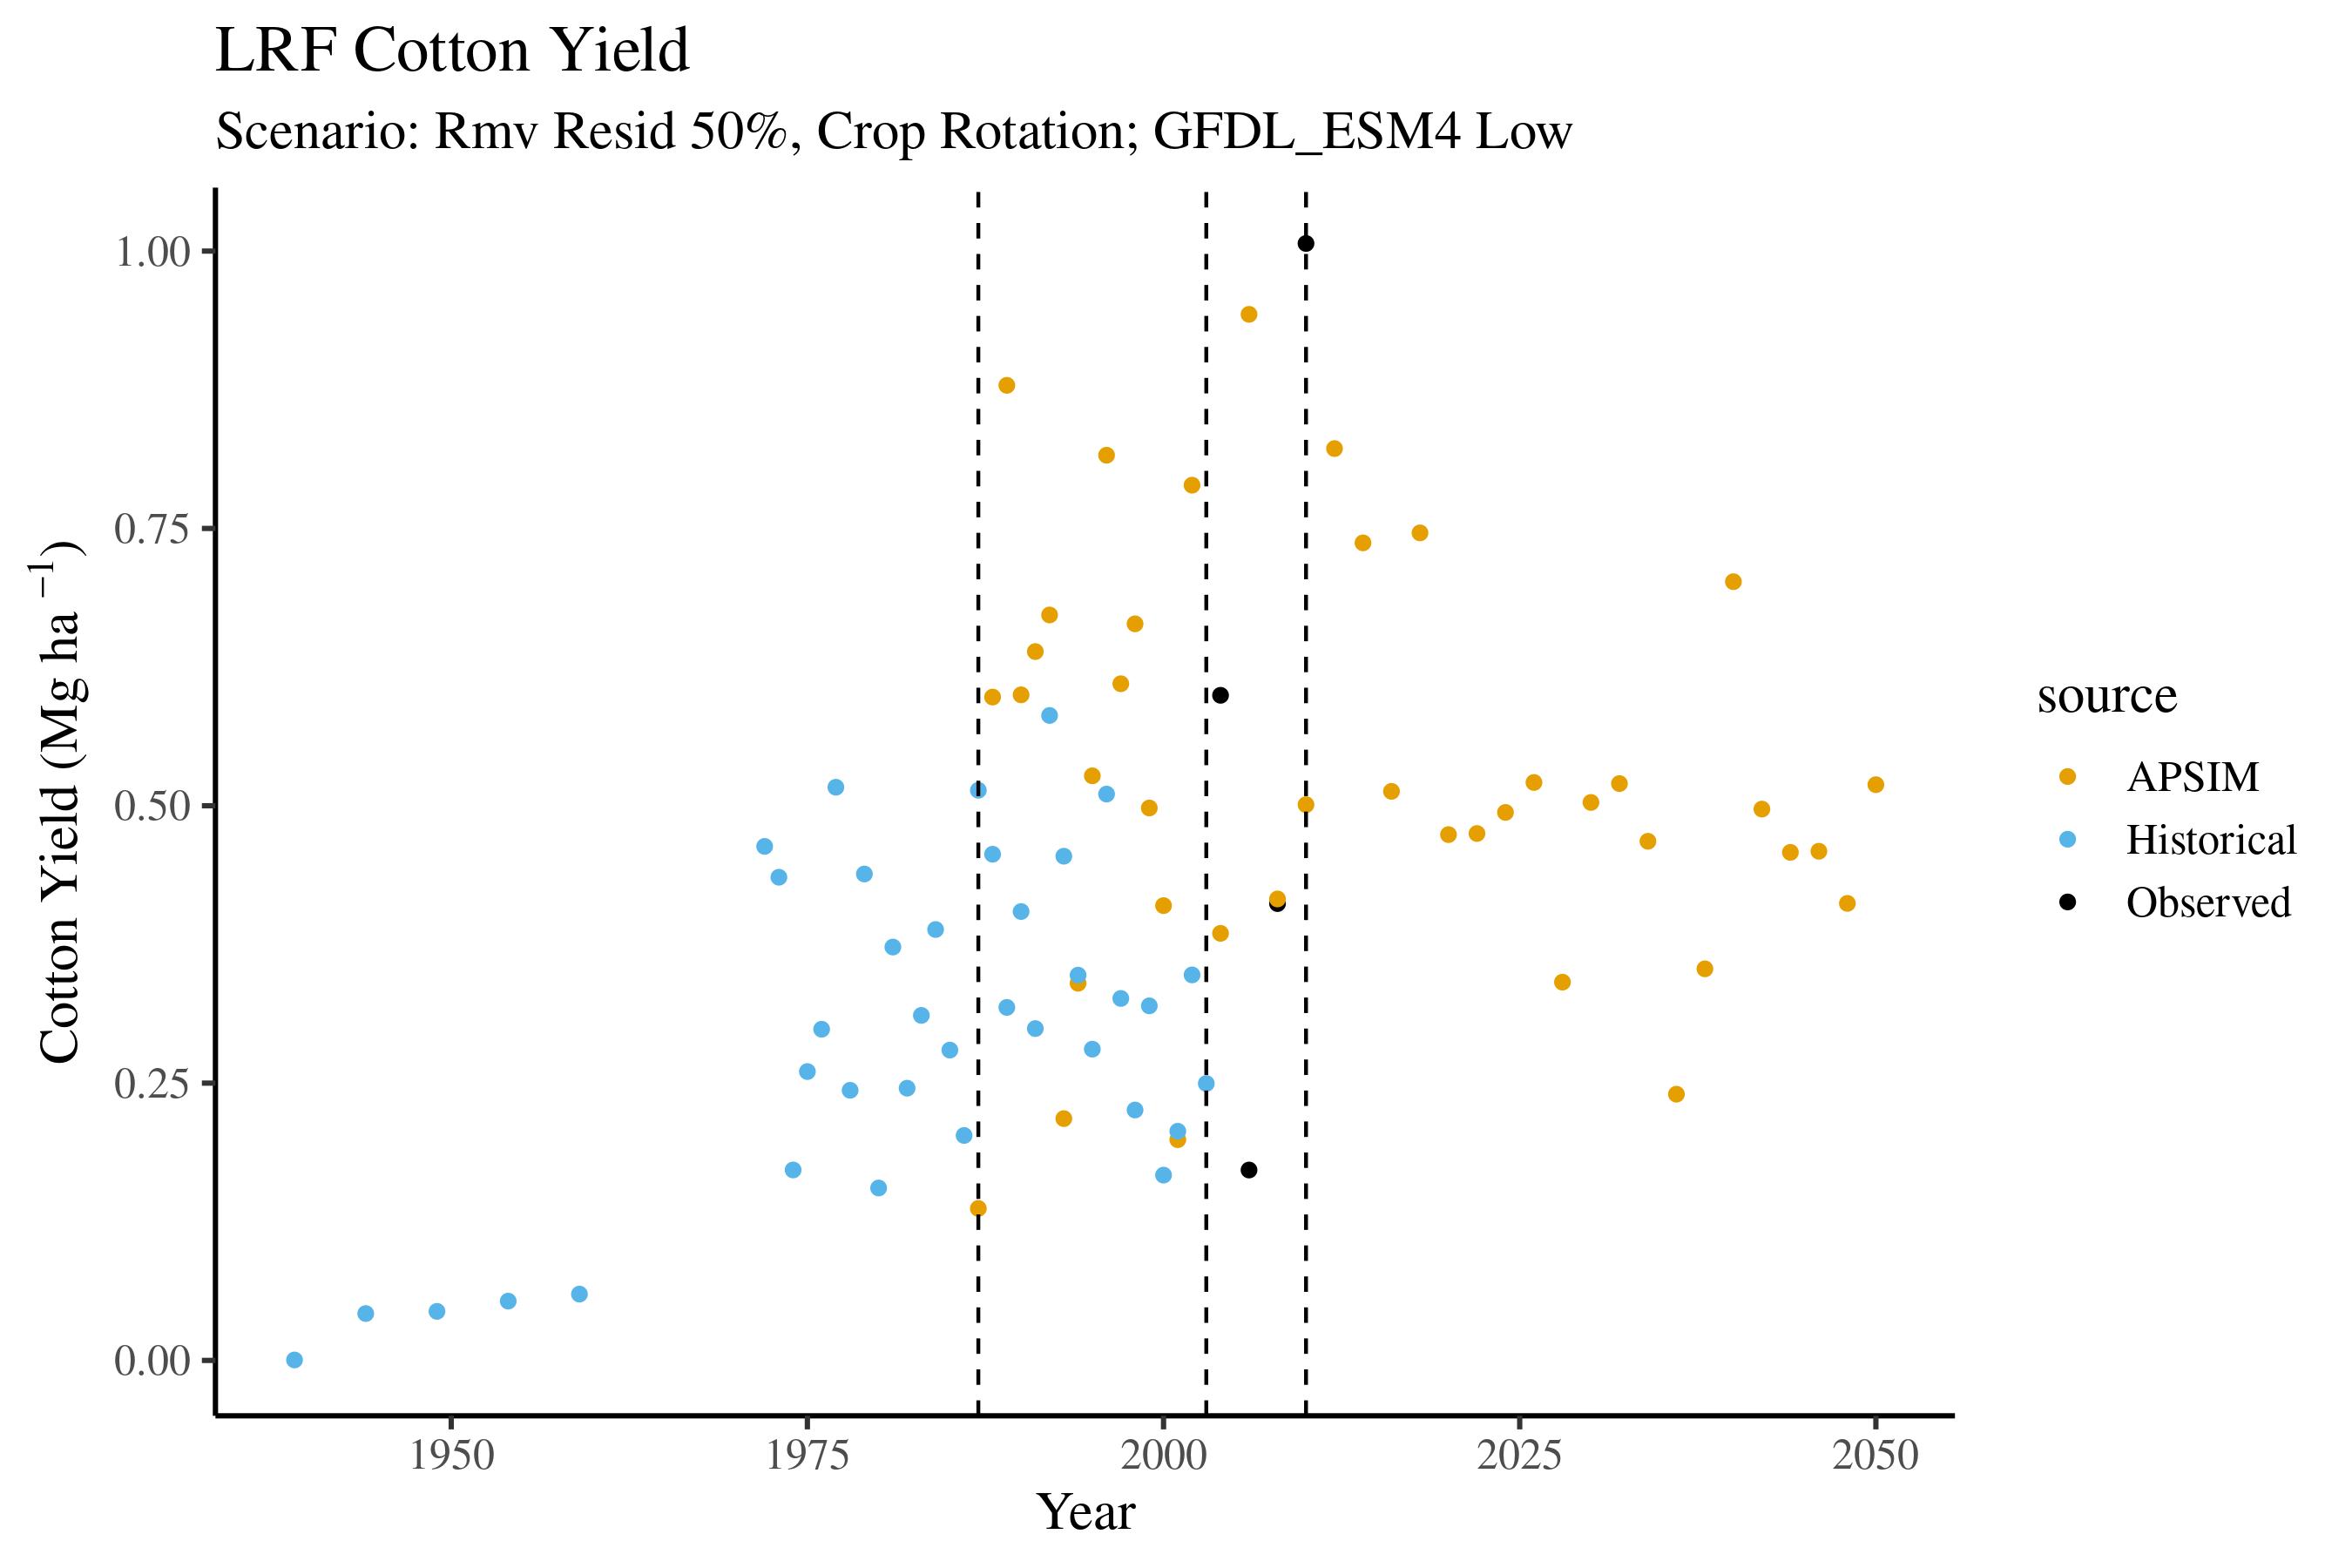 LRF Cotton Yield
Scenario: Rmv Resid 50%, Crop Rotation; GFDL_ESM4 Low
Cotton Yield (Mg ha −1)
1.00
0.75
0.50
0.25
0.00
1950 1975 2000 2025 2050
Year
source
APSIM
Historical
Observed